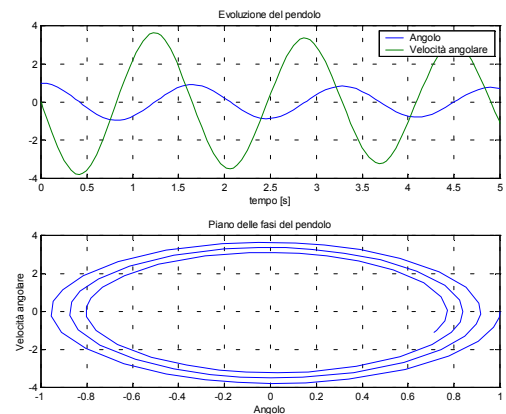 Evoluzione del pendolo
4
2
0
-2
-4
Angolo
Velocità angolare
0 0.5 1 1.5 2 2.5 3 3.5 4 4.5 5
tempo [s]
Piano delle fasi del pendolo
Velocità angolare
4
2
0
-2
-4
-1 -0.8 -0.6 -0.4 -0.2 0 0.2 0.4 0.6 0.8 1
Angolo